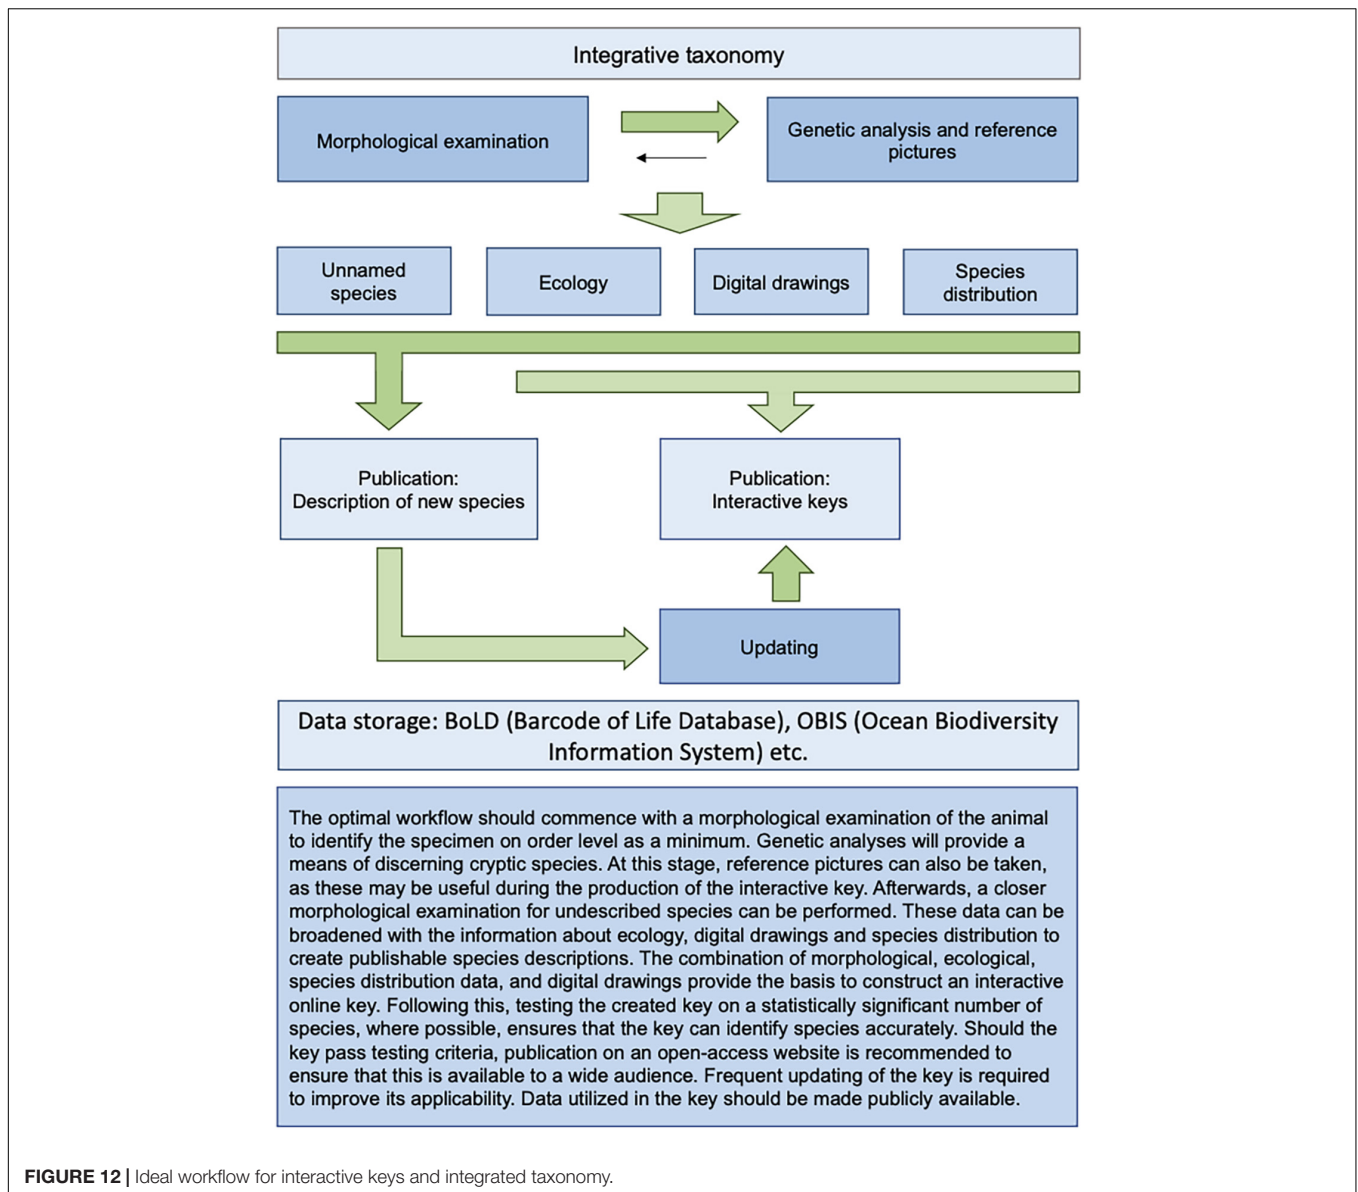 Integrative taxonomy
Morphological examination
Genetic analysis and reference
pictures
Unnamed
species
Ecology
Digital drawings
Species
distribution
Publication:
Description of new species
Publication:
Interactive keys
Updating
Data storage: BoLD (Barcode of Life Database), OBIS (Ocean Biodiversity
Information System) etc.
The optimal workflow should commence with a morphological examination of the animal
to identify the specimen on order level as a minimum. Genetic analyses will provide a
means of discerning cryptic species. At this stage, reference pictures can also be taken,
as these may be useful during the production of the interactive key. Afterwards, a closer
morphological examination for undescribed species can be performed. These data can be
broadened with the information about ecology, digital drawings and species distribution to
create publishable species descriptions. The combination of morphological, ecological,
species distribution data, and digital drawings provide the basis to construct an interactive
online key. Following this, testing the created key on a statistically significant number of
species, where possible, ensures that the key can identify species accurately. Should the
key pass testing criteria, publication on an open-access website is recommended to
ensure that this is available to a wide audience. Frequent updating of the key is required
to improve its applicability. Data utilized in the key should be made publicly available.
FIGURE 12 | Ideal workflow for interactive keys and integrated taxonomy.